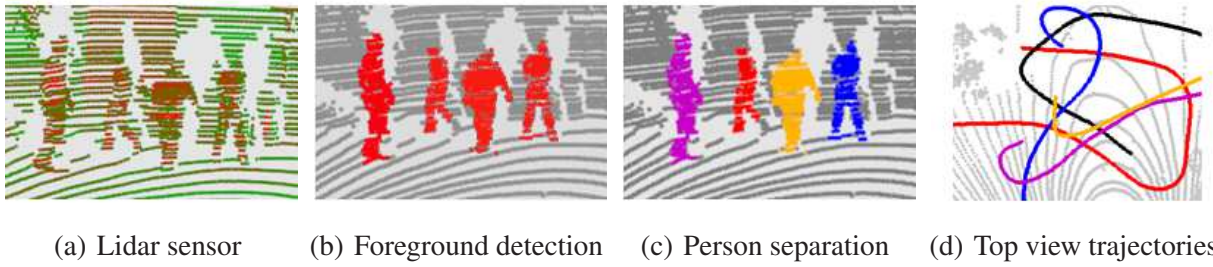 (a) Lidar sensor
(b) Foreground detection
(c) Person separation
(d) Top view trajectories